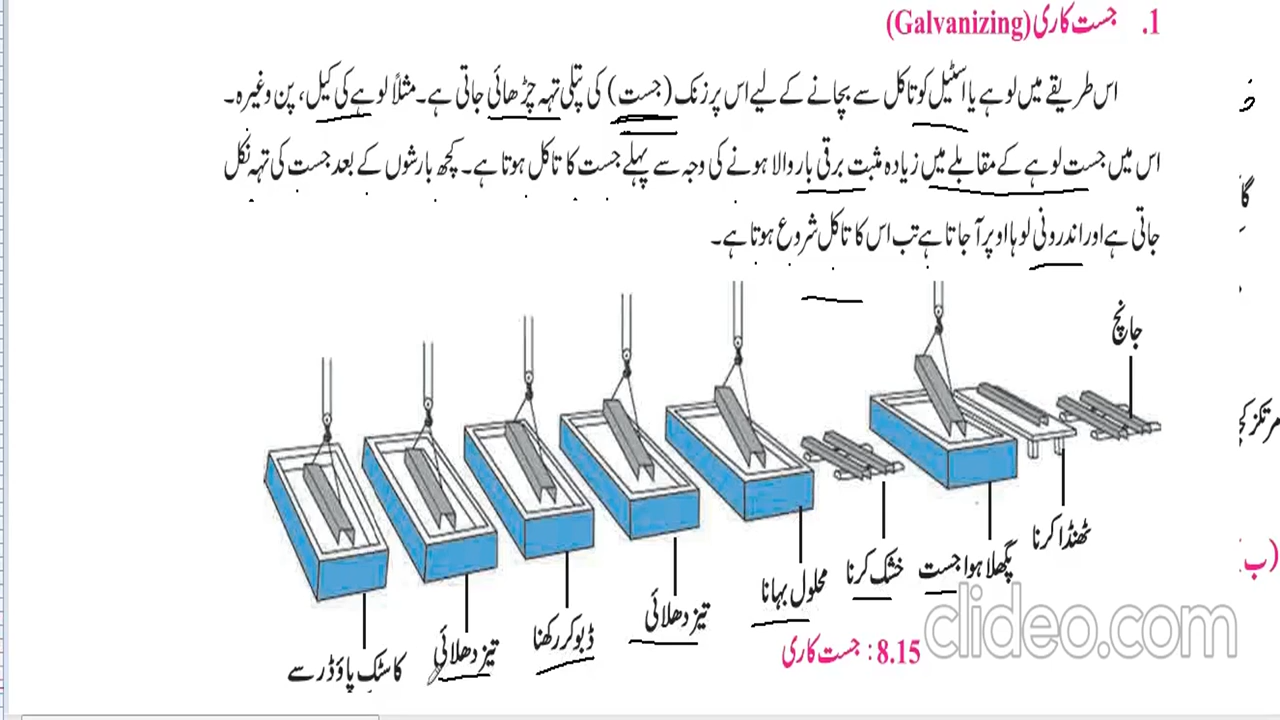 1. جست کاری (Galvanizing)
اس طریقے میں لوہے یا اسٹیل کو تاکل سے بچانے کے لیے اس پر زنک (جست) کی پتلی تہہ چڑھائی جاتی ہے۔ مثلاً لوہے کی کیل، پن وغیرہ۔
اس میں جست لوہے کے مقابلے میں زیادہ مثبت برقی بار والا ہونے کی وجہ سے پہلے جست کا تاکل ہوتا ہے۔ کچھ بارشوں کے بعد جست کی تہہ نکل
جاتی ہے اور اندرونی لوہا اوپر آ جاتا ہے تب اس کا تاکل شروع ہوتا ہے۔
جانچ
ٹھنڈا کرنا
پگھلا ہوا جست
خشک کرنا
محلول بہانا
تیز دھلائی
ڈبو کر رکھنا
تیز دھلائی
کاسٹک پاؤڈر سے
8.15 : جست کاری
clideo.com
مرتکز
(ب